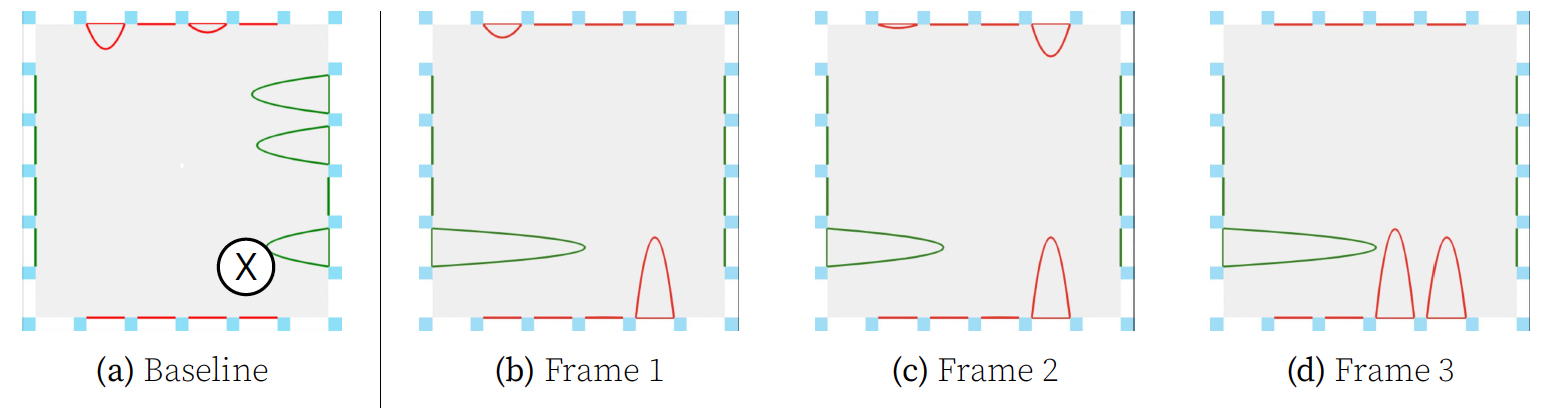 X
(a) Baseline
(b) Frame 1
(c) Frame 2
(d) Frame 3